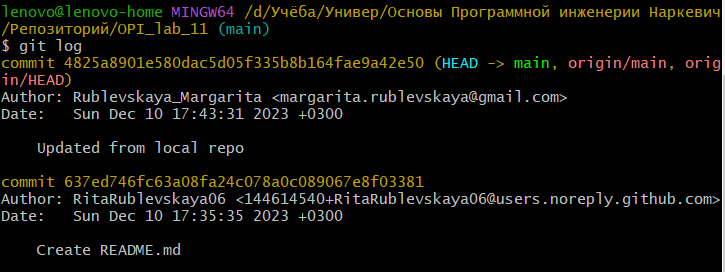 lenovo@lenovo-home MINGW64 /d/Учёба/Универ/Основы Программной инженерии Наркевич
/Репозиторий/OPI_lab_11 (main)
$ git log
commit 4825a8901e580dac5d05f335b8b164fae9a42e50 (HEAD -> main, origin/main, orig
in/HEAD)
Author: Rublevskaya_Margarita <margarita.rublevskaya@gmail.com>
Date:   Sun Dec 10 17:43:31 2023 +0300
    Updated from local repo
commit 637ed746fc63a08fa24c078a0c089067e8f03381
Author: RitaRublevskaya06 <144614540+RitaRublevskaya06@users.noreply.github.com>
Date:   Sun Dec 10 17:35:35 2023 +0300
    Create README.md